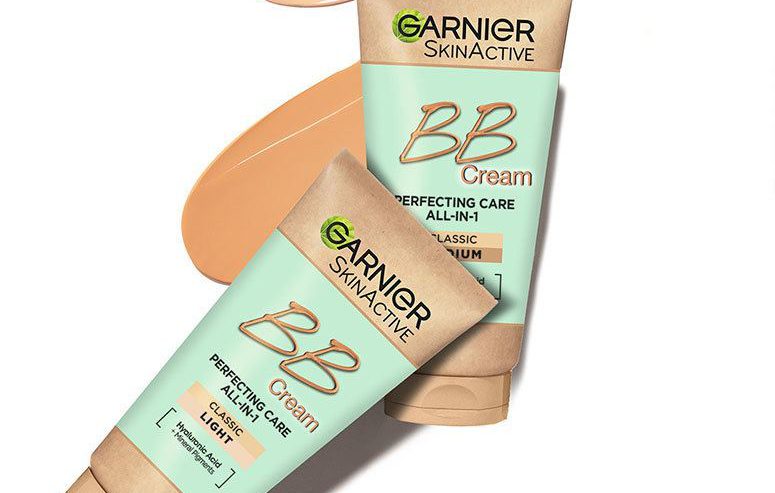 GARNIER
SKINACTIVE
BB
Cream
PERFECTING CARE
ALL-IN-1
CLASSIC
GARNIER
SKINACTIVE
BB
Cream
PERFECTING CARE
ALL-IN-1
CLASSIC
LIGHT
Hyaluronic Acid
+ Mineral Pigments